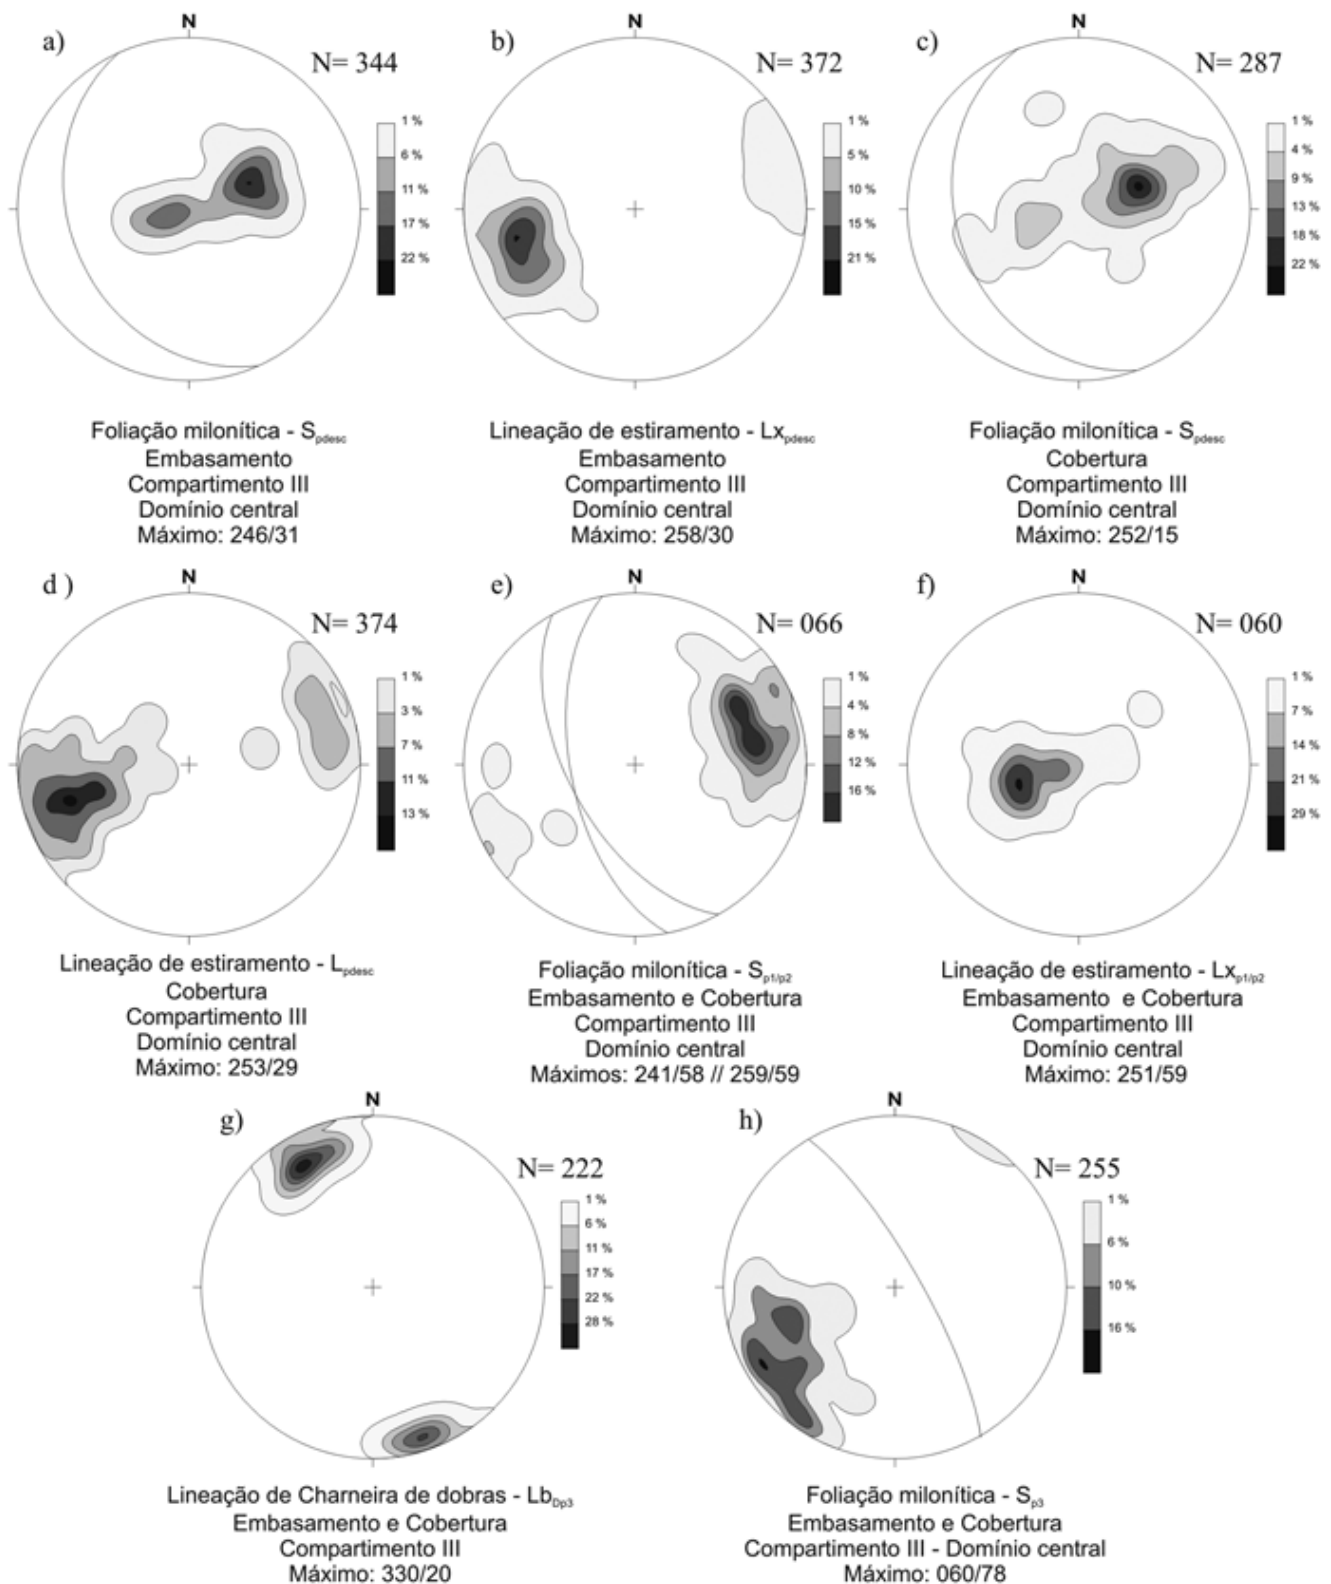 a)
N
N= 344
1 %
6 %
11 %
17 %
22 %
Foliação milonítica - Spdesc
Embasamento
Compartimento III
Domínio central
Máximo: 246/31
b)
N
N= 372
1 %
5 %
10 %
15 %
21 %
Lineação de estiramento - Lxpdesc
Embasamento
Compartimento III
Domínio central
Máximo: 258/30
c)
N
N= 287
1 %
4 %
9 %
13 %
18 %
22 %
Foliação milonítica - Spdesc
Cobertura
Compartimento III
Domínio central
Máximo: 252/15
d )
N
N= 374
1 %
3 %
7 %
11 %
13 %
Lineação de estiramento - Lpdesc
Cobertura
Compartimento III
Domínio central
Máximo: 253/29
e)
N
N= 066
1 %
4 %
8 %
12 %
16 %
Foliação milonítica - Sp1/p2
Embasamento e Cobertura
Compartimento III
Domínio central
Máximos: 241/58 // 259/59
f)
N
N= 060
1 %
7 %
14 %
21 %
29 %
Lineação de estiramento - Lxp1/p2
Embasamento e Cobertura
Compartimento III
Domínio central
Máximo: 251/59
g)
N
N= 222
1 %
6 %
11 %
17 %
22 %
28 %
Lineação de Charneira de dobras - LbDp3
Embasamento e Cobertura
Compartimento III
Máximo: 330/20
h)
N
N= 255
1 %
6 %
10 %
16 %
Foliação milonítica - Sp3
Embasamento e Cobertura
Compartimento III - Domínio central
Máximo: 060/78